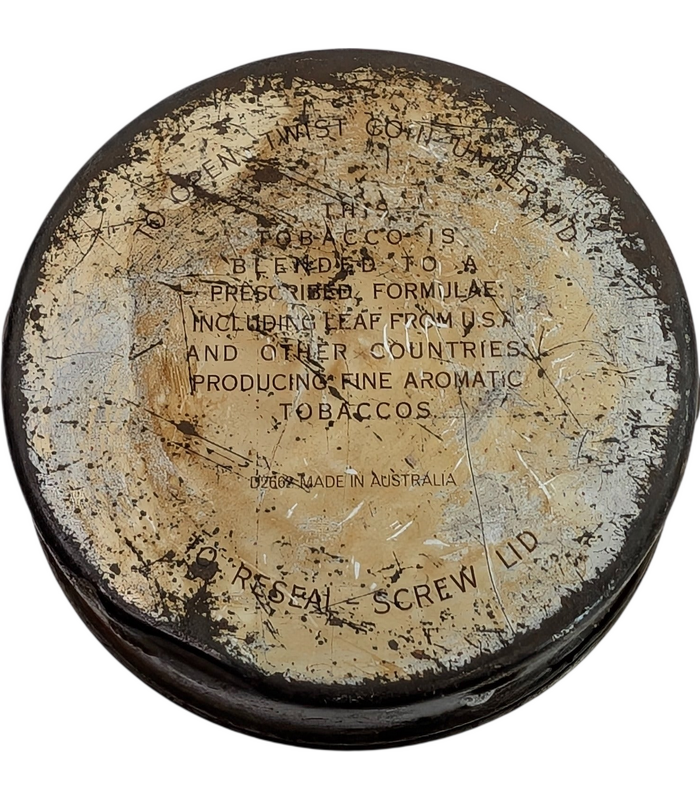 TO OPEN, TWIST COIN UNDER LID
THIS
TOBACCO IS
BLENDED TO A
PRESCRIBED FORMULAE
INCLUDING LEAF FROM U.S.A
AND OTHER COUNTRIES
PRODUCING FINE AROMATIC
TOBACCOS
MADE IN AUSTRALIA
TO RESEAL - SCREW LID